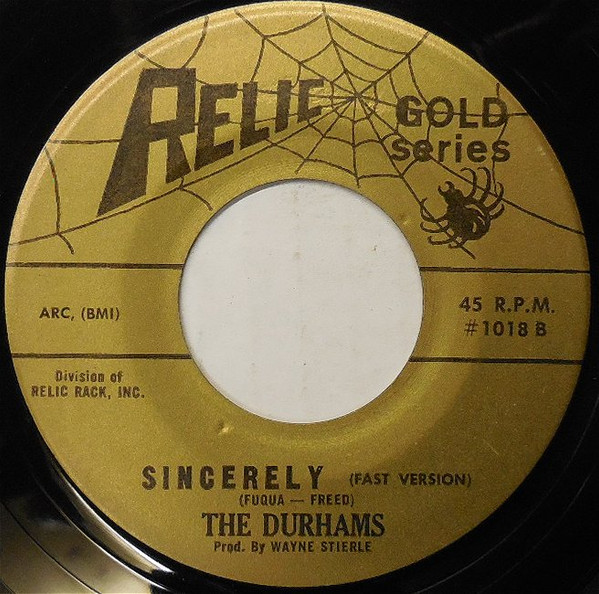 RELIC
GOLD
series
ARC, (BMI)
45 R.P.M.
#1018 B
Division of
RELIC RACK, INC.
SINCERELY (FAST VERSION)
(FUQUA — FREED)
THE DURHAMS
Prod. By WAYNE STIERLE